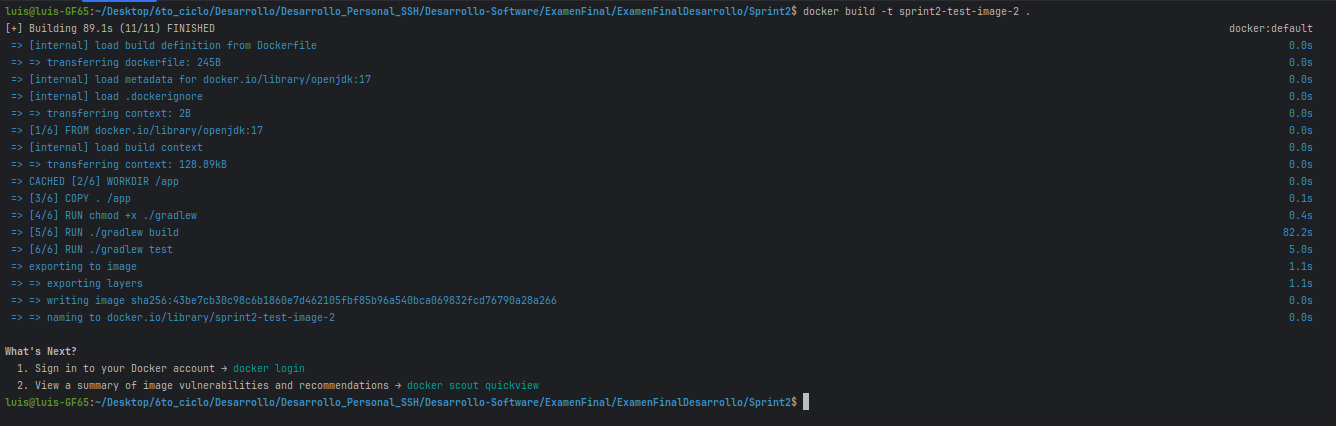 luis@luis-GF65:~/Desktop/6to_ciclo/Desarrollo/Desarrollo_Personal_SSH/Desarrollo-Software/ExamenFinal/ExamenFinalDesarrollo/Sprint2$ docker build -t sprint2-test-image-2 .
[+] Building 89.1s (11/11) FINISHED docker:default
=> [internal] load build definition from Dockerfile 0.0s
=> => transferring dockerfile: 245B 0.0s
=> [internal] load metadata for docker.io/library/openjdk:17 0.0s
=> [internal] load .dockerignore 0.0s
=> => transferring context: 2B 0.0s
=> [1/6] FROM docker.io/library/openjdk:17 0.0s
=> [internal] load build context 0.0s
=> => transferring context: 128.89kB 0.0s
=> CACHED [2/6] WORKDIR /app 0.0s
=> [3/6] COPY . /app 0.1s
=> [4/6] RUN chmod +x ./gradlew 0.4s
=> [5/6] RUN ./gradlew build 82.2s
=> [6/6] RUN ./gradlew test 5.0s
=> exporting to image 1.1s
=> => exporting layers 1.1s
=> => writing image sha256:43be7cb30c98c6b1860e7d462105fbf85b96a540bca069832fcd76790a28a266 0.0s
=> => naming to docker.io/library/sprint2-test-image-2 0.0s
What's Next?
1. Sign in to your Docker account → docker login
2. View a summary of image vulnerabilities and recommendations → docker scout quickview
luis@luis-GF65:~/Desktop/6to_ciclo/Desarrollo/Desarrollo_Personal_SSH/Desarrollo-Software/ExamenFinal/ExamenFinalDesarrollo/Sprint2$